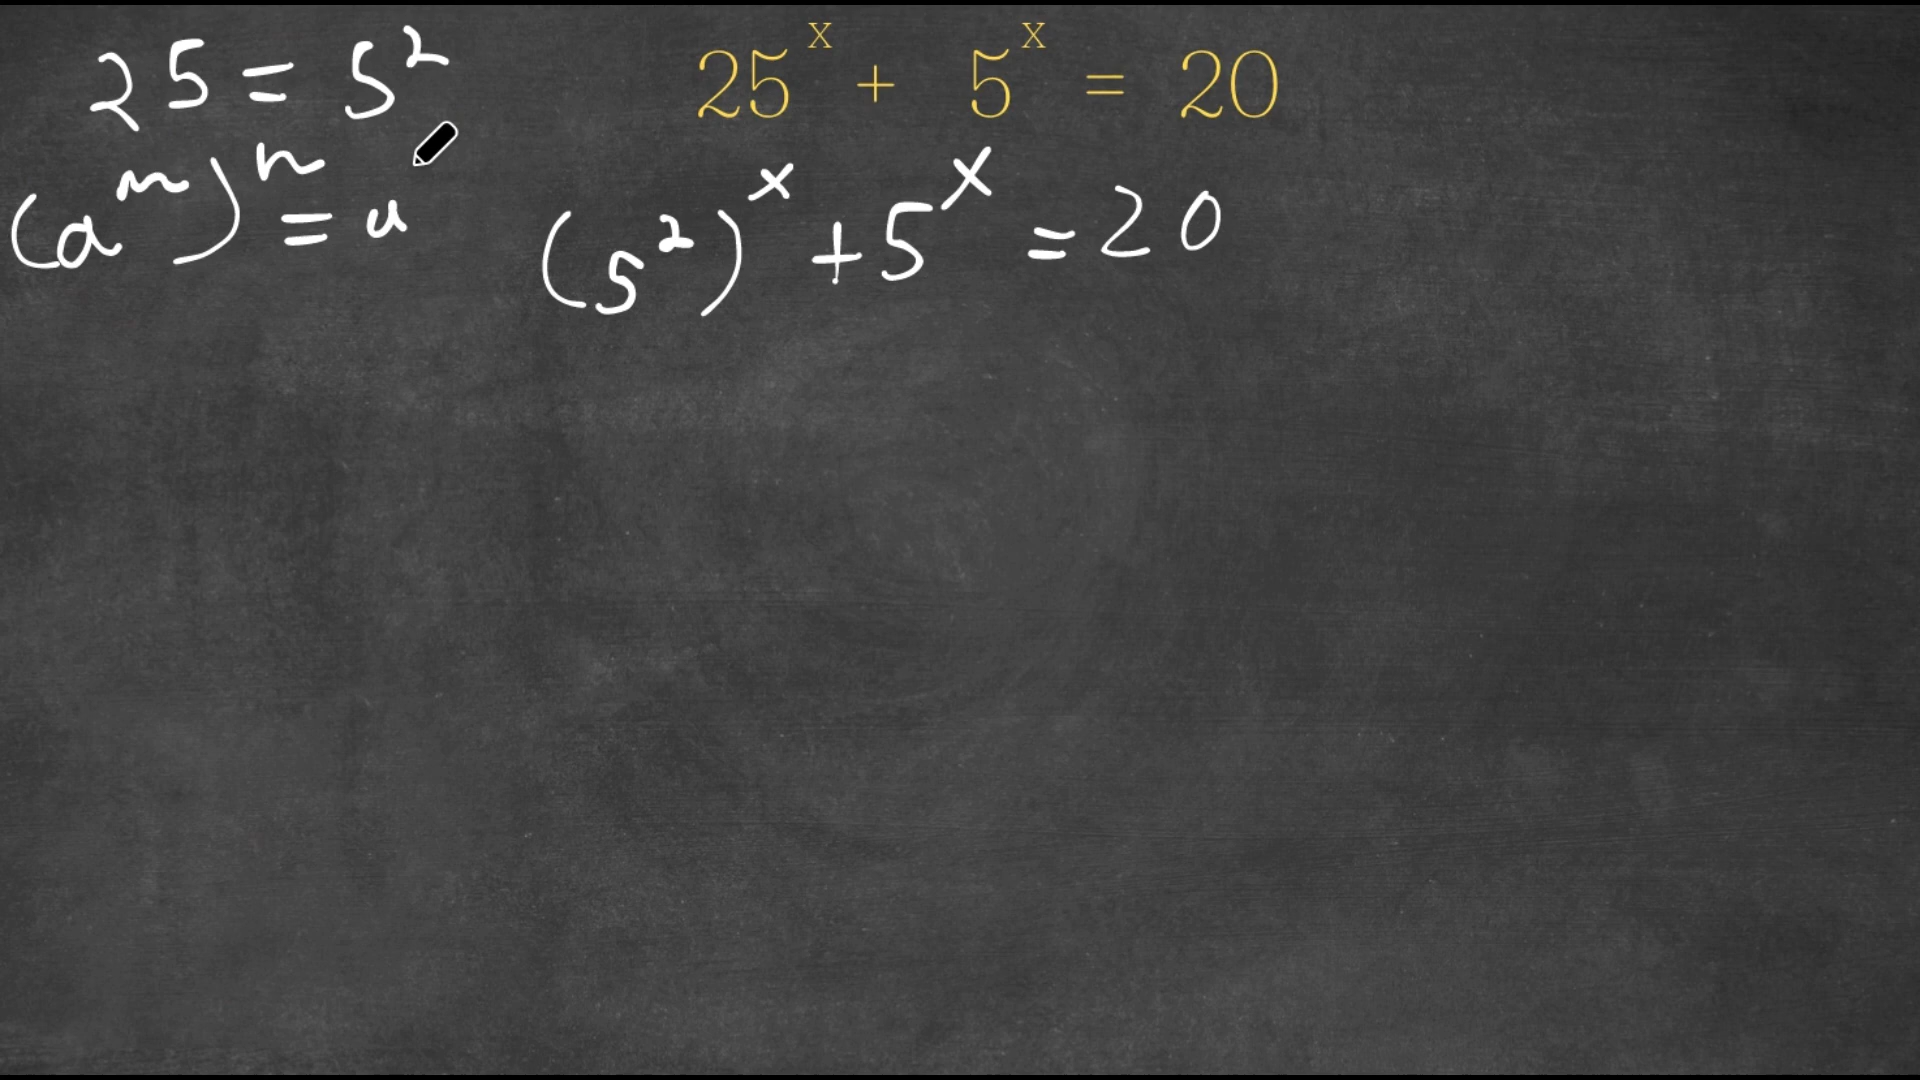 25 = 5²
25ˣ + 5ˣ = 20
(aᵐ)ⁿ = a
(5²)ˣ + 5ˣ = 20